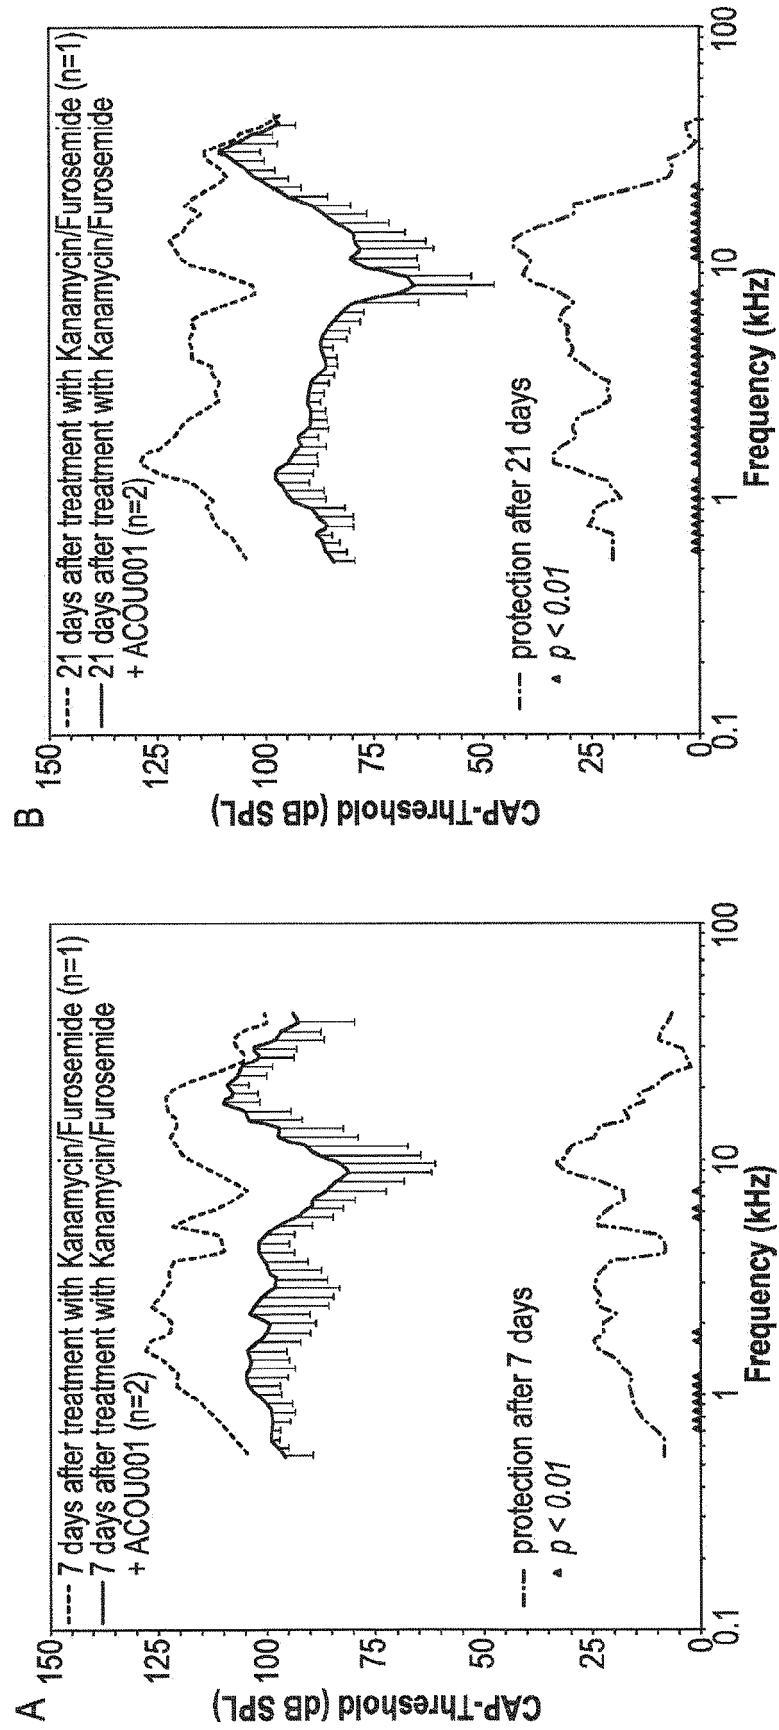 A
CAP-Threshold (dB SPL)
150
125
100
75
50
25
0
0.1
1
10
100
Frequency (kHz)
---- 7 days after treatment with Kanamycin/Furosemide (n=1)
— 7 days after treatment with Kanamycin/Furosemide
+ ACOU001 (n=2)
protection after 7 days
▲ p < 0.01
B
CAP-Threshold (dB SPL)
150
125
100
75
50
25
0
0.1
1
10
100
Frequency (kHz)
---- 21 days after treatment with Kanamycin/Furosemide (n=1)
— 21 days after treatment with Kanamycin/Furosemide
+ ACOU001 (n=2)
protection after 21 days
▲ p < 0.01